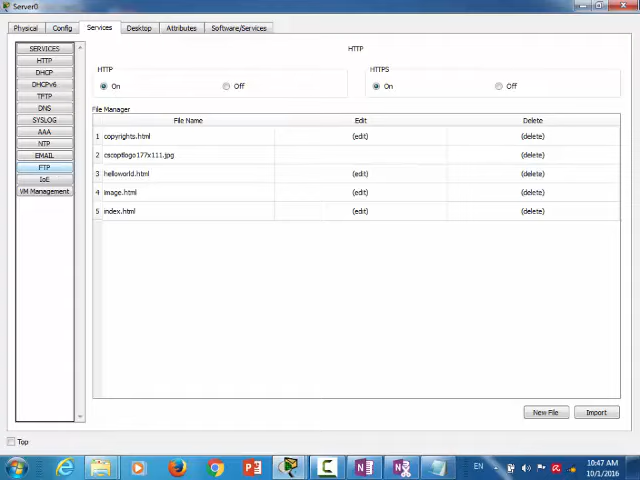 Server0
Physical Config Services Desktop Attributes Software/Services
SERVICES
HTTP
DHCP
DHCPv6
TFTP
DNS
SYSLOG
AAA
NTP
EMAIL
FTP
IoE
VM Management
HTTP
HTTP
On Off
HTTPS
On Off
File Manager
File Name Edit Delete
1 copyrights.html (edit) (delete)
2 cscoptlogo177x111.jpg (delete)
3 helloworld.html (edit) (delete)
4 image.html (edit) (delete)
5 index.html (edit) (delete)
New File Import
Top
EN
10:47 AM
10/1/2016